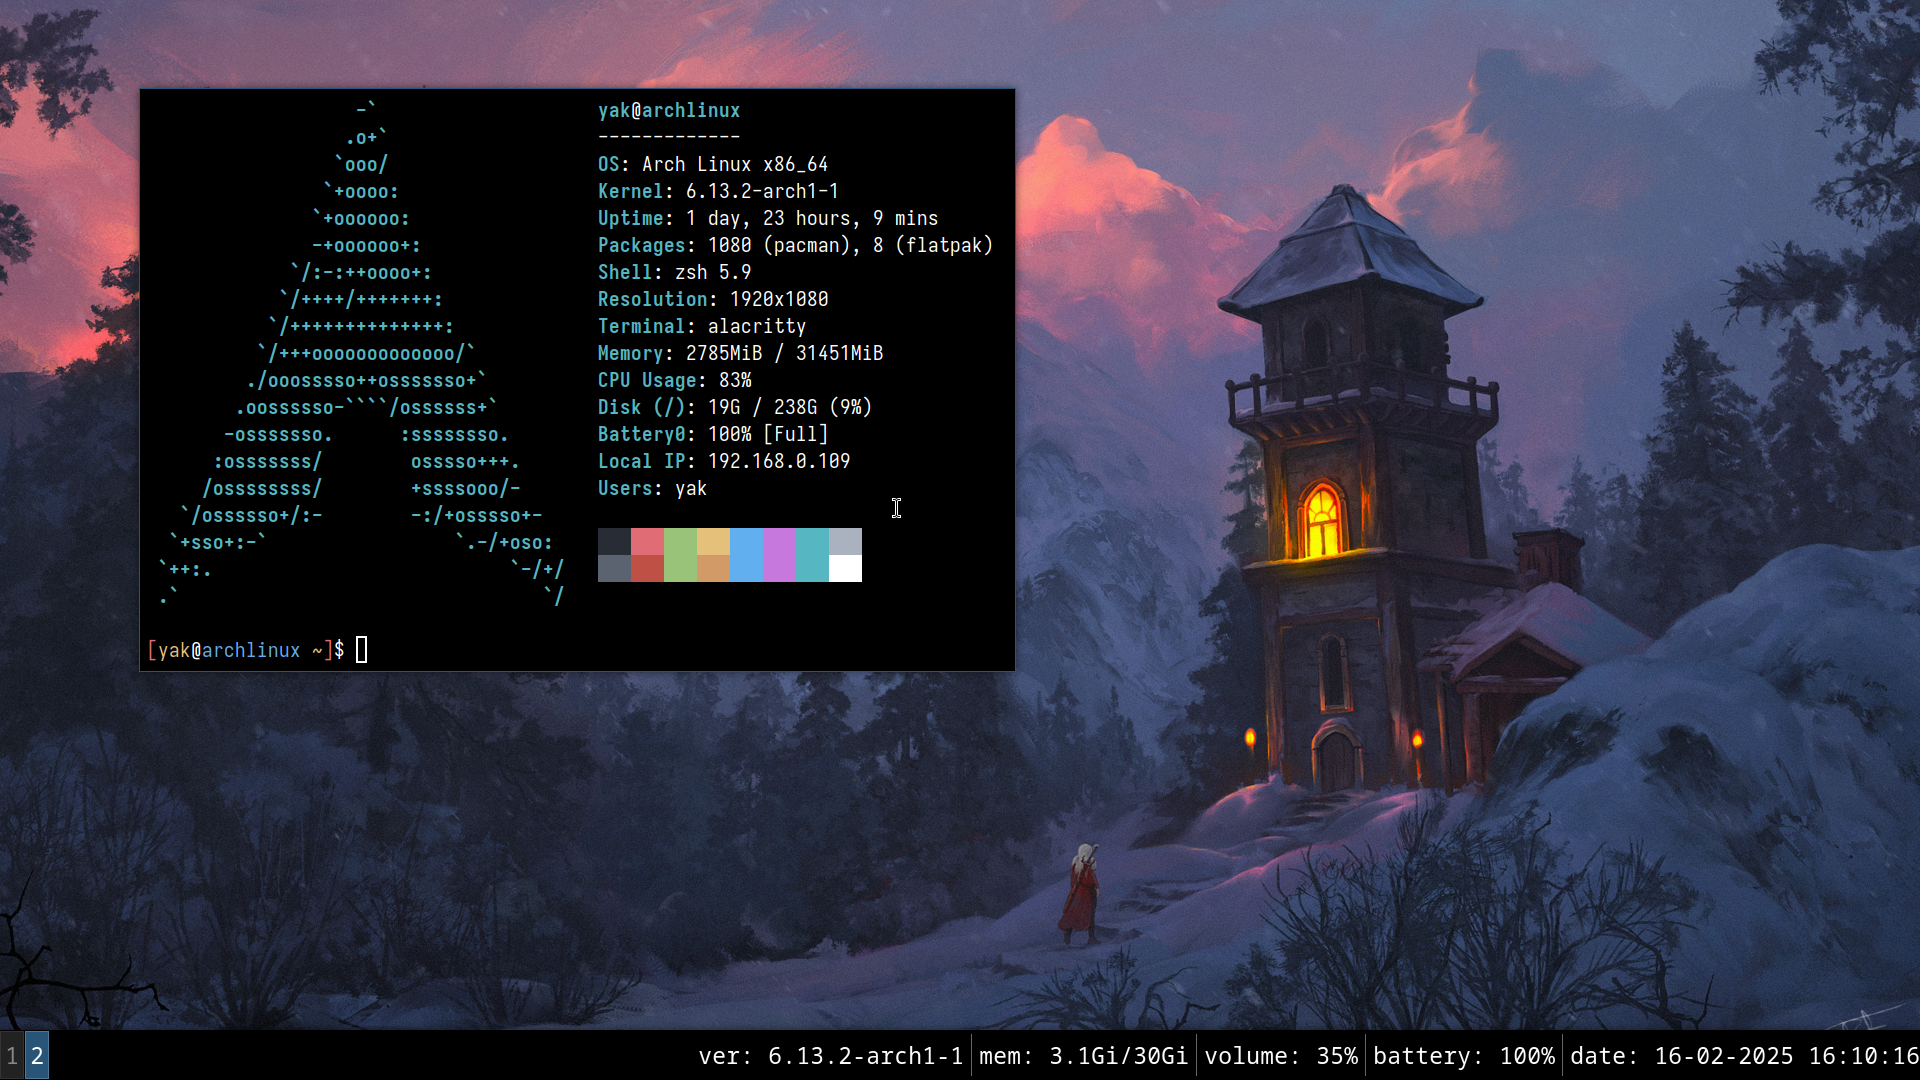 -`
.o+`
`ooo/
`+oooo:
`+oooooo:
-+oooooo+:
`/:-:++oooo+:
`/++++/+++++++:
`/++++++++++++++:
`/+++ooooooooooooo/`
./ooosssso++osssssso+`
.oossssso-````/ossssss+`
-osssssso.      :ssssssso.
:osssssss/        osssso+++.
/ossssssss/        +ssssooo/-
`/ossssso+/:-        -:/+osssso+-
`+sso+:-`                 `.-/+oso:
`++:.                           `-/+/
.`                                 `/
yak@archlinux
-------------
OS: Arch Linux x86_64
Kernel: 6.13.2-arch1-1
Uptime: 1 day, 23 hours, 9 mins
Packages: 1080 (pacman), 8 (flatpak)
Shell: zsh 5.9
Resolution: 1920x1080
Terminal: alacritty
Memory: 2785MiB / 31451MiB
CPU Usage: 83%
Disk (/): 19G / 238G (9%)
Battery0: 100% [Full]
Local IP: 192.168.0.109
Users: yak
[yak@archlinux ~]$
1 2 ver: 6.13.2-arch1-1 mem: 3.1Gi/30Gi volume: 35% battery: 100% date: 16-02-2025 16:10:16